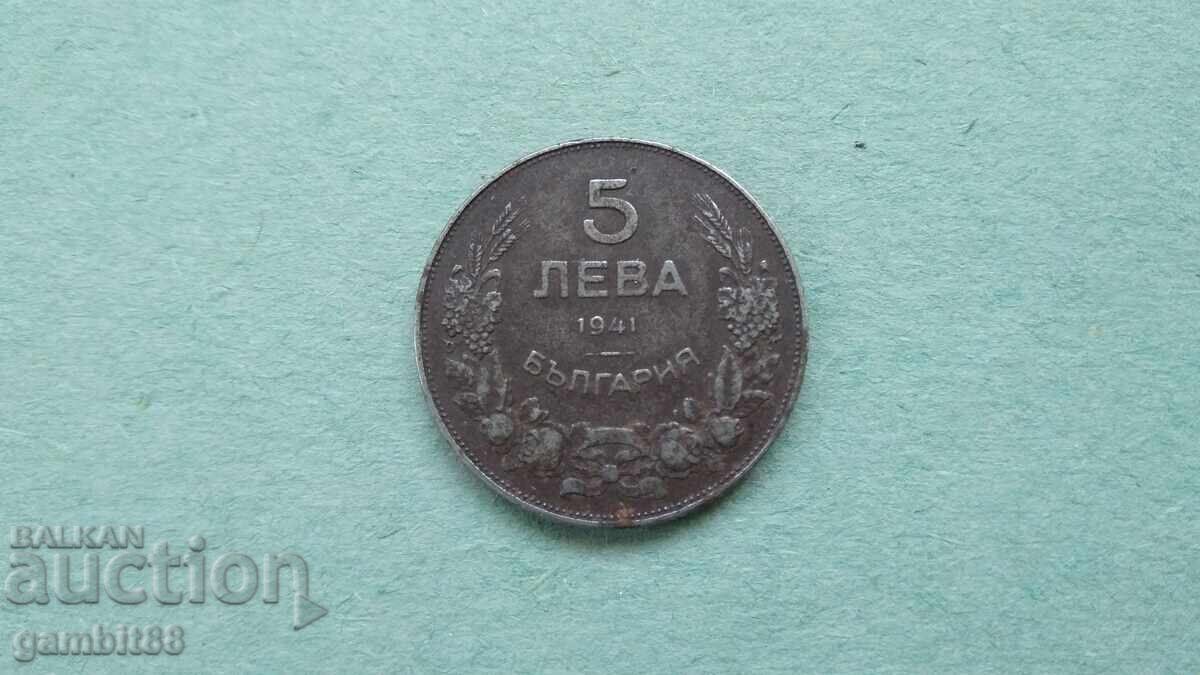 5
ЛЕВА
1941
БЪЛГАРИЯ
BALKAN
auction
gambit88